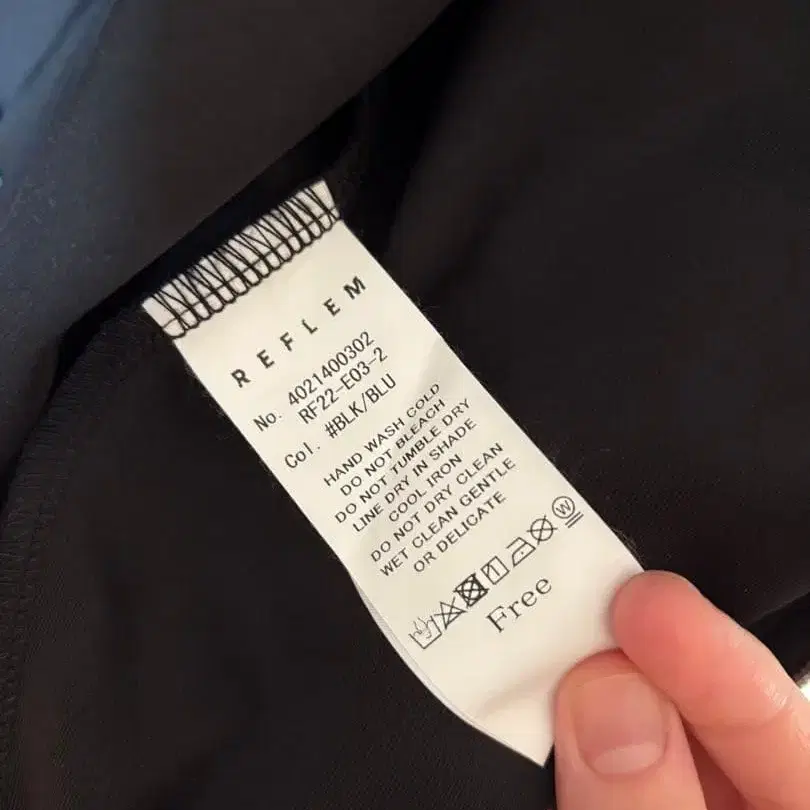 REFLEM
No. 4021400302
RF22-E03-2
Col. #BLK/BLU
HAND WASH COLD
DO NOT BLEACH
DO NOT TUMBLE DRY
LINE DRY IN SHADE
COOL IRON
DO NOT DRY CLEAN
WET CLEAN GENTLE
OR DELICATE
W
Free